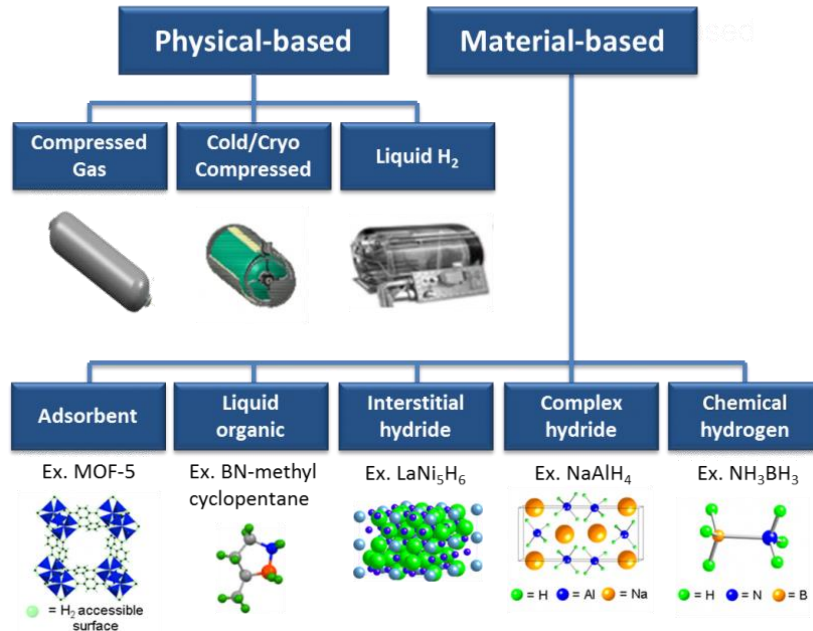 Physical-based
Material-based
Compressed
Gas
Cold/Cryo
Compressed
Liquid H₂
Adsorbent
Liquid
organic
Interstitial
hydride
Complex
hydride
Chemical
hydrogen
Ex. MOF-5
Ex. BN-methyl
cyclopentane
Ex. LaNi₅H₆
Ex. NaAlH₄
Ex. NH₃BH₃
= H₂ accessible
surface
= H = Al = Na
= H = N = B